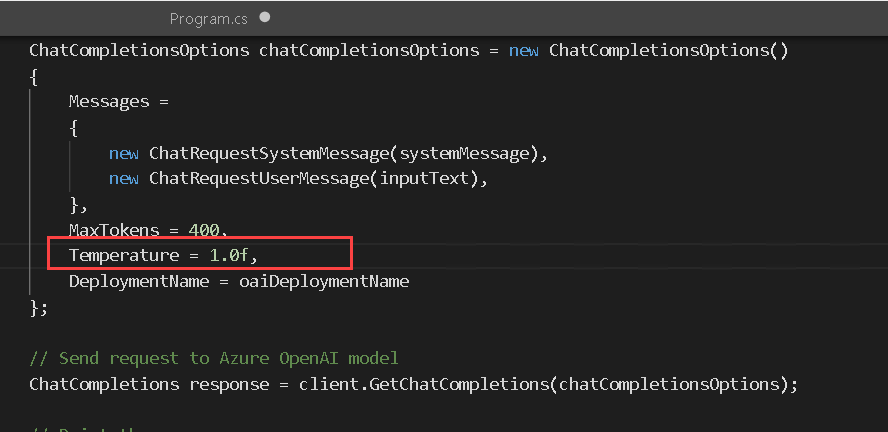 Program.cs
ChatCompletionsOptions chatCompletionsOptions = new ChatCompletionsOptions()
{
Messages =
{
new ChatRequestSystemMessage(systemMessage),
new ChatRequestUserMessage(inputText),
},
MaxTokens = 400,
Temperature = 1.0f,
DeploymentName = oaiDeploymentName
};
// Send request to Azure OpenAI model
ChatCompletions response = client.GetChatCompletions(chatCompletionsOptions);